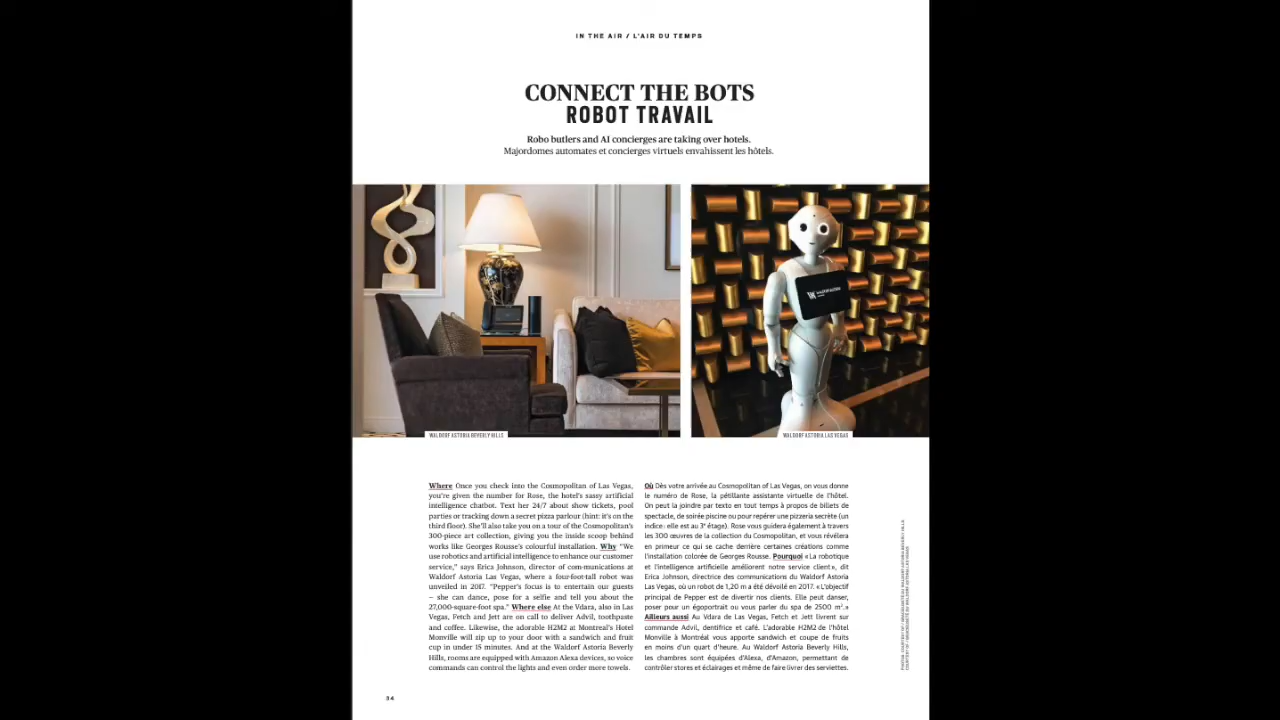 IN THE AIR / L'AIR DU TEMPS
CONNECT THE BOTS
ROBOT TRAVAIL
Robo butlers and AI concierges are taking over hotels.
Majordomes automates et concierges virtuels envahissent les hôtels.
WALDORF ASTORIA BEVERLY HILLS
WALDORF ASTORIA LAS VEGAS
Where Once you check into the Cosmopolitan of Las Vegas,
you're given the number for Rose, the hotel's sassy artificial
intelligence chatbot. Text her 24/7 about show tickets, pool
parties or tracking down a secret pizza parlour (hint: it's on the
third floor). She'll also take you on a tour of the Cosmopolitan's
300-piece art collection, giving you the inside scoop behind
works like Georges Rousse's colourful installation. Why "We
use robotics and artificial intelligence to enhance our customer
service," says Erica Johnson, director of com-munications at
Waldorf Astoria Las Vegas, where a four-foot-tall robot was
unveiled in 2017. "Pepper's focus is to entertain our guests
– she can dance, pose for a selfie and tell you about the
27,000-square-foot spa." Where else At the Vdara, also in Las
Vegas, Fetch and Jett are on call to deliver Advil, toothpaste
and coffee. Likewise, the adorable H2M2 at Montreal's Hotel
Monville will zip up to your door with a sandwich and fruit
cup in under 15 minutes. And at the Waldorf Astoria Beverly
Hills, rooms are equipped with Amazon Alexa devices, so voice
commands can control the lights and even order more towels.
Où Dès votre arrivée au Cosmopolitan of Las Vegas, on vous donne
le numéro de Rose, la pétillante assistante virtuelle de l'hôtel.
On peut la joindre par texto en tout temps à propos de billets de
spectacle, de soirée piscine ou pour repérer une pizzeria secrète (un
indice : elle est au 3e étage). Rose vous guidera également à travers
les 300 œuvres de la collection du Cosmopolitan, et vous révélera
en primeur ce qui se cache derrière certaines créations comme
l'installation colorée de Georges Rousse. Pourquoi « La robotique
et l'intelligence artificielle améliorent notre service client », dit
Erica Johnson, directrice des communications du Waldorf Astoria
Las Vegas, où un robot de 1,20 m a été dévoilé en 2017. « L'objectif
principal de Pepper est de divertir nos clients. Elle peut danser,
poser pour un égoportrait ou vous parler du spa de 2500 m². »
Ailleurs aussi Au Vdara de Las Vegas, Fetch et Jett livrent sur
commande Advil, dentifrice et café. L'adorable H2M2 de l'hôtel
Monville à Montréal vous apporte sandwich et coupe de fruits
en moins d'un quart d'heure. Au Waldorf Astoria Beverly Hills,
les chambres sont équipées d'Alexa, d'Amazon, permettant de
contrôler stores et éclairages et même de faire livrer des serviettes.
34